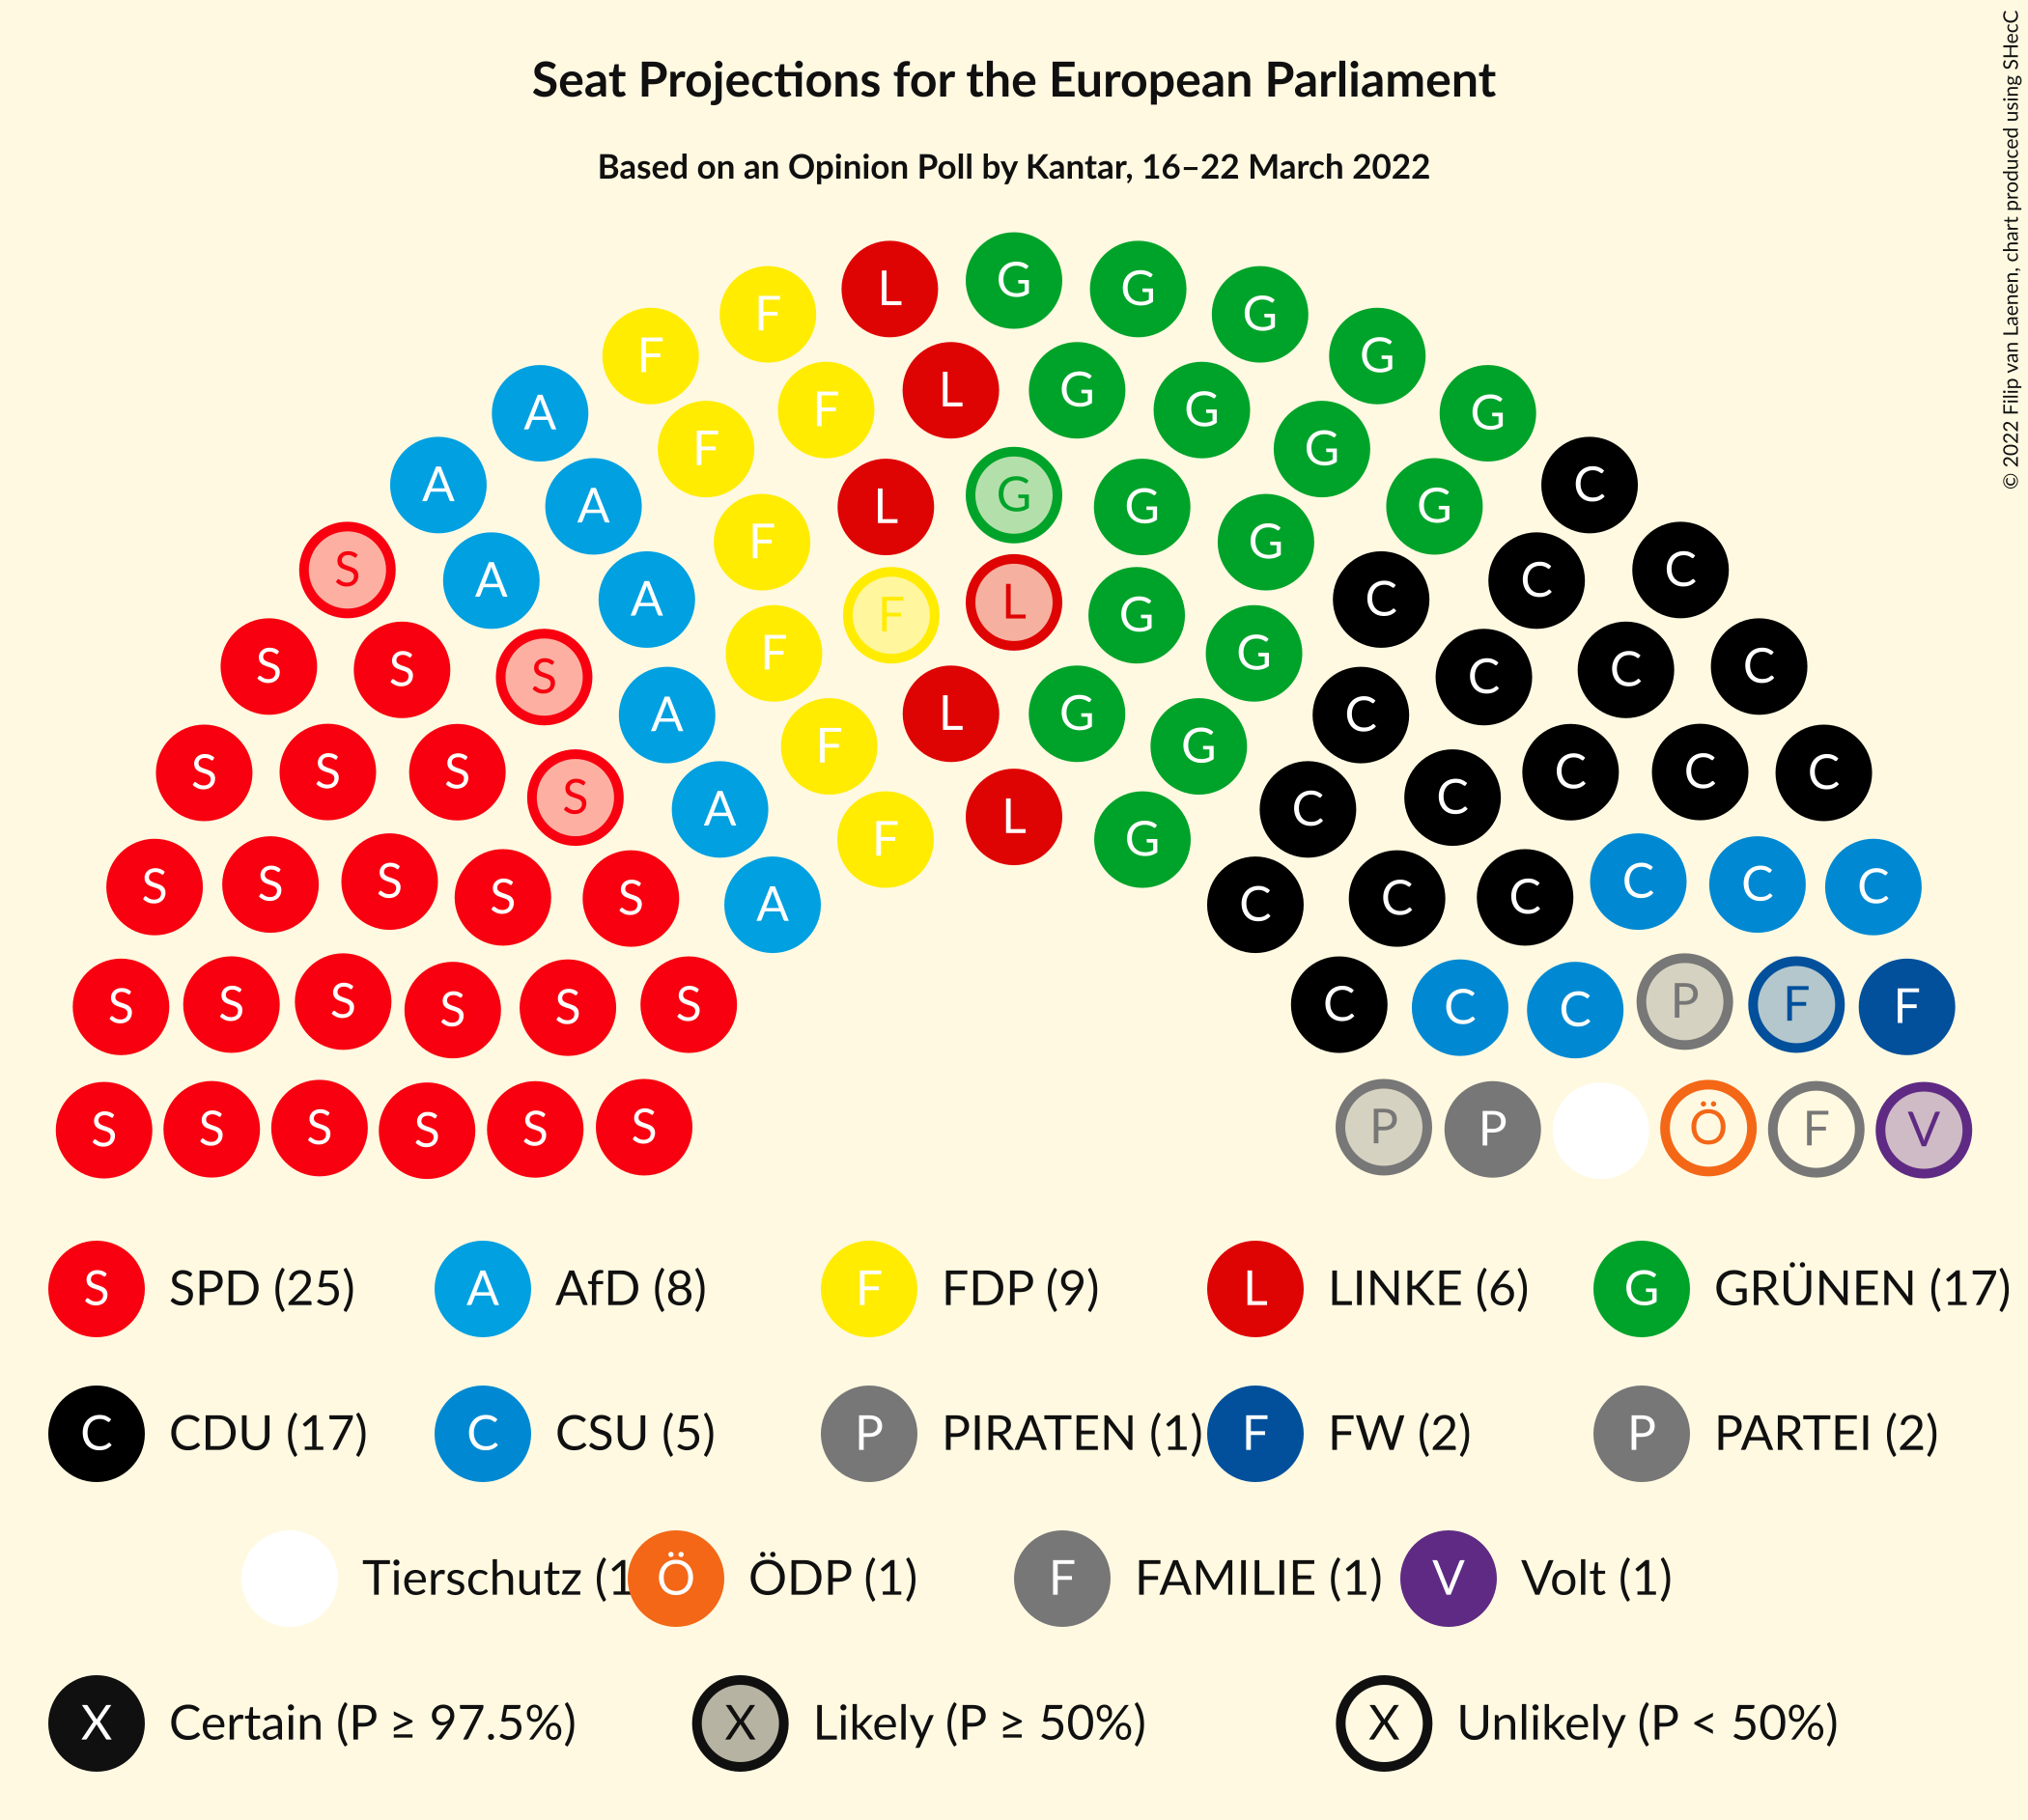 Seat Projections for the European Parliament
Based on an Opinion Poll by Kantar, 16–22 March 2022
© 2022 Filip van Laenen, chart produced using SHecC
L G G
F G
F G
A L G G
F G
F G
A C
A L G G
F G
A G
S C
A C
A F L G C
F G
S C
S S C C
S A C
F L G G
S S S C C C
S A C
F L G
S S S C C C
S S A C C C
S S S C P F F
S S S C C C
S S S S S S P P Ö F V
S SPD (25) A AfD (8) F FDP (9) L LINKE (6) G GRÜNEN (17)
C CDU (17) C CSU (5) P PIRATEN (1) F FW (2) P PARTEI (2)
Tierschutz (1 Ö ÖDP (1) F FAMILIE (1) V Volt (1)
X Certain (P ≥ 97.5%) X Likely (P ≥ 50%) X Unlikely (P < 50%)